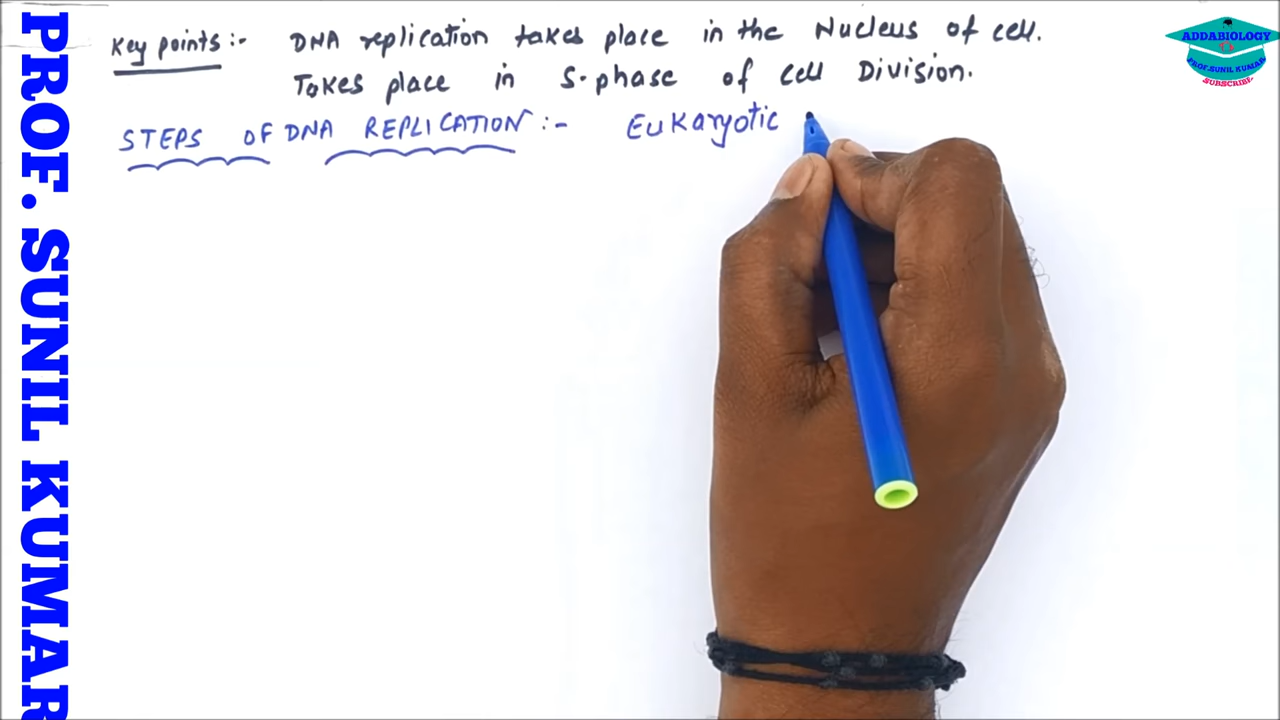 PROF. SUNIL KUMAR
Key points:- DNA replication takes place in the Nucleus of cell.
Takes place in S-phase of Cell Division.
STEPS OF DNA REPLICATION :- Eukaryotic
ADDABIOLOGY
PROF.SUNIL KUMAR
SUBSCRIBE